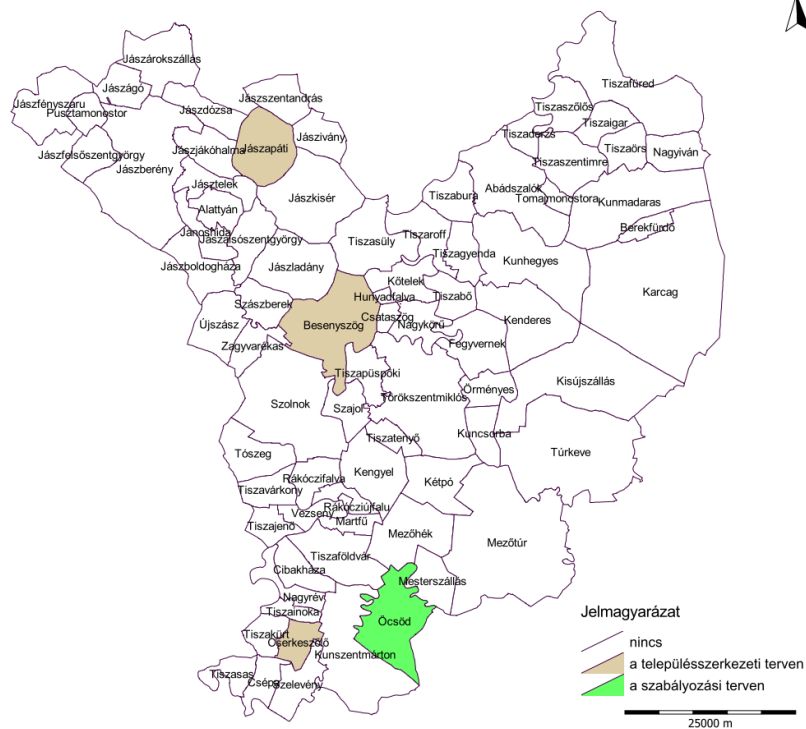 Jászárokszállás
Tiszafüred
Jászágó
Jászfényszaru
Jászszentandrás
Pusztamonostor
Jászdózsa
Tiszaszőlős
Tiszaigar
Tiszaderzs
Jászivány
Jászapáti
Jászjákóhalma
Tiszaörs
Nagyiván
Jászfelsőszentgyörgy
Tiszaszentimre
Jászberény
Jásztelek
Abádszalók
Jászkisér
Tiszabura
Tomajmonostora
Kunmadaras
Alattyán
Berekfürdő
Jánoshida
Tiszaroff
Jászalsószentgyörgy
Tiszasüly
Tiszagyenda
Kunhegyes
Jászboldogháza
Jászladány
Kőtelek
Karcag
Hunyadfalva
Tiszabő
Szászberek
Csataszög
Kenderes
Újszász
Besenyszög
Nagykörű
Fegyvernek
Zagyvarékas
Tiszapüspöki
Kisújszállás
Örményes
Törökszentmiklós
Szolnok
Szajol
Kuncsorba
Tiszatenyő
Túrkeve
Tószeg
Kengyel
Rákóczifalva
Kétpó
Tiszavárkony
Rákócziújfalu
Vezseny
Martfű
Tiszajenő
Mezőhék
Mezőtúr
Tiszaföldvár
Cibakháza
Mesterszállás
Nagyrév
Tiszainoka
Öcsöd
Tiszakürt
Cserkeszőlő
Kunszentmárton
Tiszasas
Csépa
Szelevény
Jelmagyarázat
nincs
a településszerkezeti terven
a szabályozási terven
25000 m